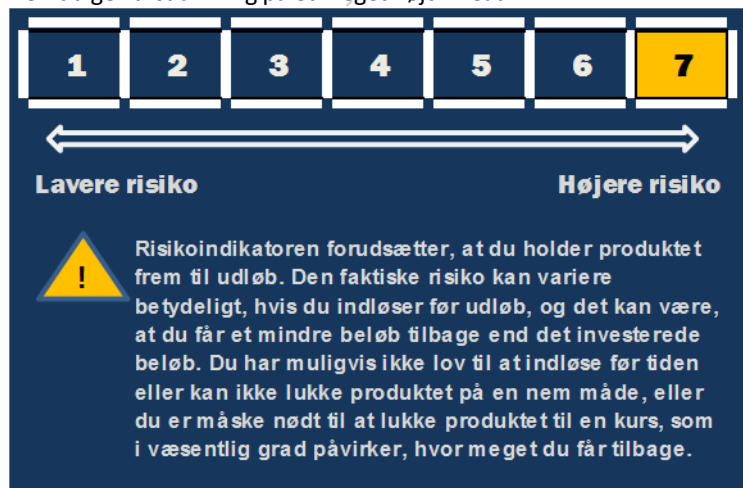 1 2 3 4 5 6 7
Lavere risiko Højere risiko
!
Risikoindikatoren forudsætter, at du holder produktet
frem til udløb. Den faktiske risiko kan variere
betydeligt, hvis du indløser før udløb, og det kan være,
at du får et mindre beløb tilbage end det investerede
beløb. Du har muligvis ikke lov til at indløse før tiden
eller kan ikke lukke produktet på en nem måde, eller
du er måske nødt til at lukke produktet til en kurs, som
i væsentlig grad påvirker, hvor meget du får tilbage.